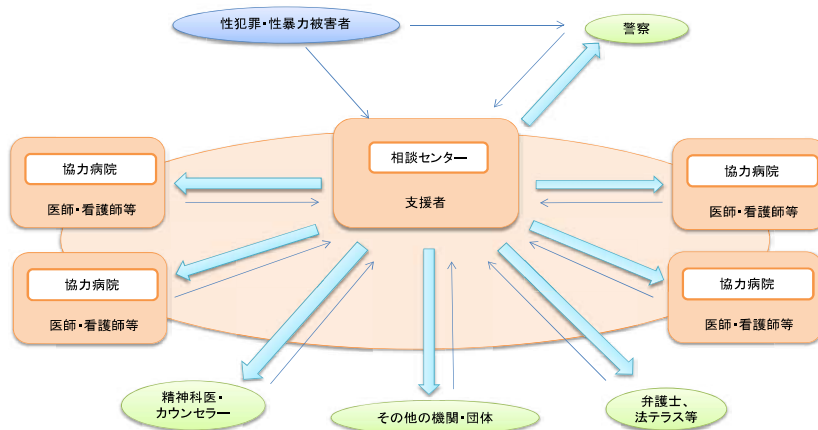 性犯罪・性暴力被害者
警察
相談センター
支援者
協力病院
医師・看護師等
協力病院
医師・看護師等
協力病院
医師・看護師等
協力病院
医師・看護師等
精神科医・
カウンセラー
その他の機関・団体
弁護士、
法テラス等